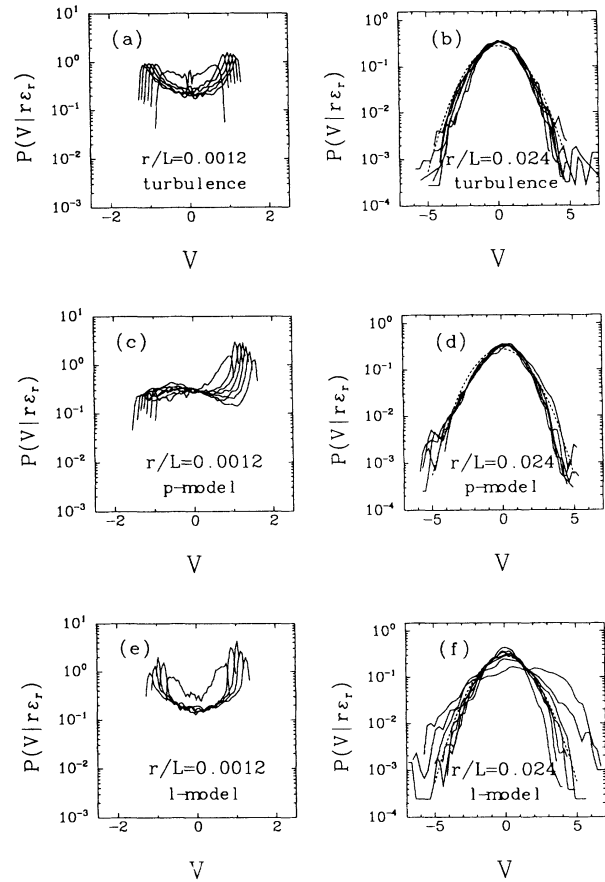 (a)
P(V|rεᵣ)
10¹
10⁰
10⁻¹
10⁻²
10⁻³
r/L=0.0012
turbulence
−2 0 2
V
(b)
P(V|rεᵣ)
10⁰
10⁻¹
10⁻²
10⁻³
10⁻⁴
r/L=0.024
turbulence
−5 0 5
V
(c)
P(V|rεᵣ)
10¹
10⁰
10⁻¹
10⁻²
10⁻³
r/L=0.0012
p-model
−2 0 2
V
(d)
P(V|rεᵣ)
10⁰
10⁻¹
10⁻²
10⁻³
10⁻⁴
r/L=0.024
p-model
−5 0 5
V
(e)
P(V|rεᵣ)
10¹
10⁰
10⁻¹
10⁻²
10⁻³
r/L=0.0012
l-model
−2 0 2
V
(f)
P(V|rεᵣ)
10⁰
10⁻¹
10⁻²
10⁻³
10⁻⁴
r/L=0.024
l-model
−5 0 5
V